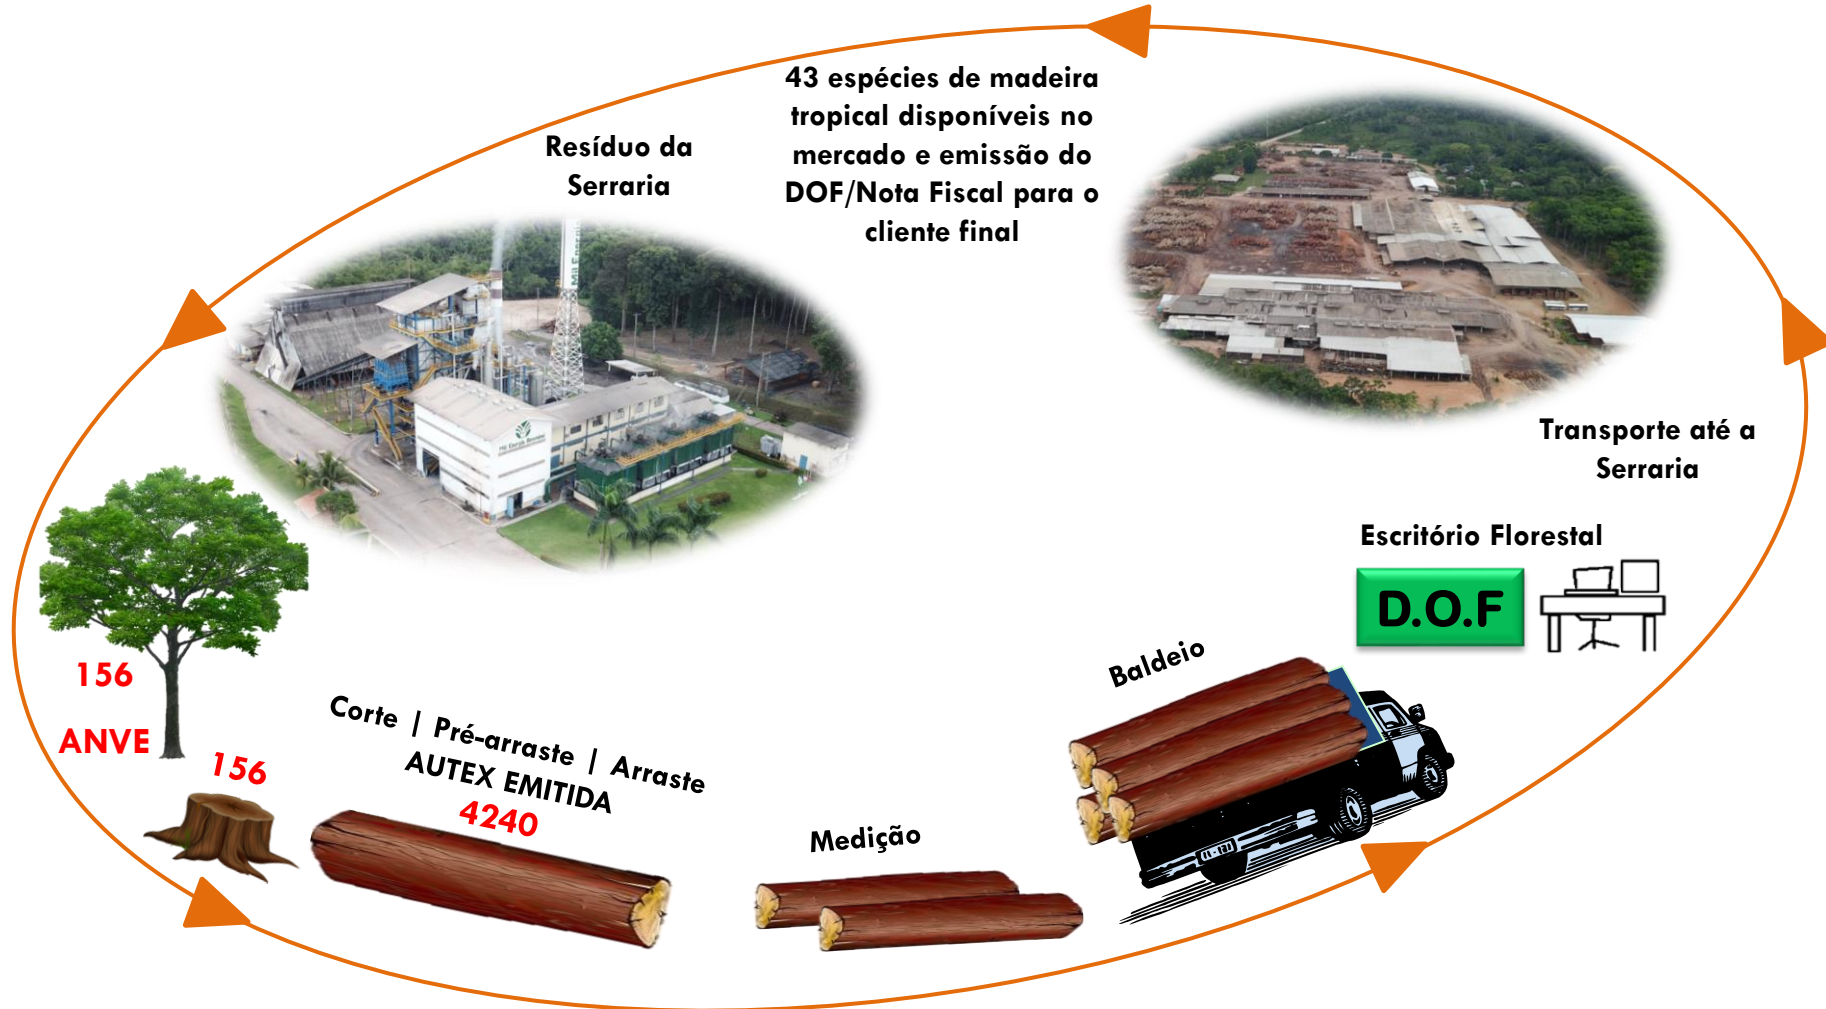 43 espécies de madeira
tropical disponíveis no
mercado e emissão do
DOF/Nota Fiscal para o
cliente final
Resíduo da
Serraria
Transporte até a
Serraria
Escritório Florestal
D.O.F
Baldeio
156
ANVE
156
Corte | Pré-arraste | Arraste
AUTEX EMITIDA
4240
Medição